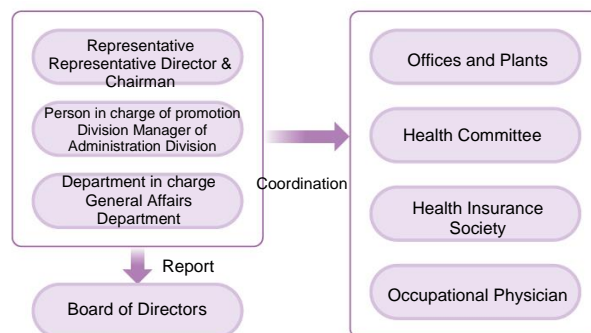 Representative
Representative Director &
Chairman
Person in charge of promotion
Division Manager of
Administration Division
Department in charge
General Affairs
Department
Report
Board of Directors
Coordination
Offices and Plants
Health Committee
Health Insurance
Society
Occupational Physician